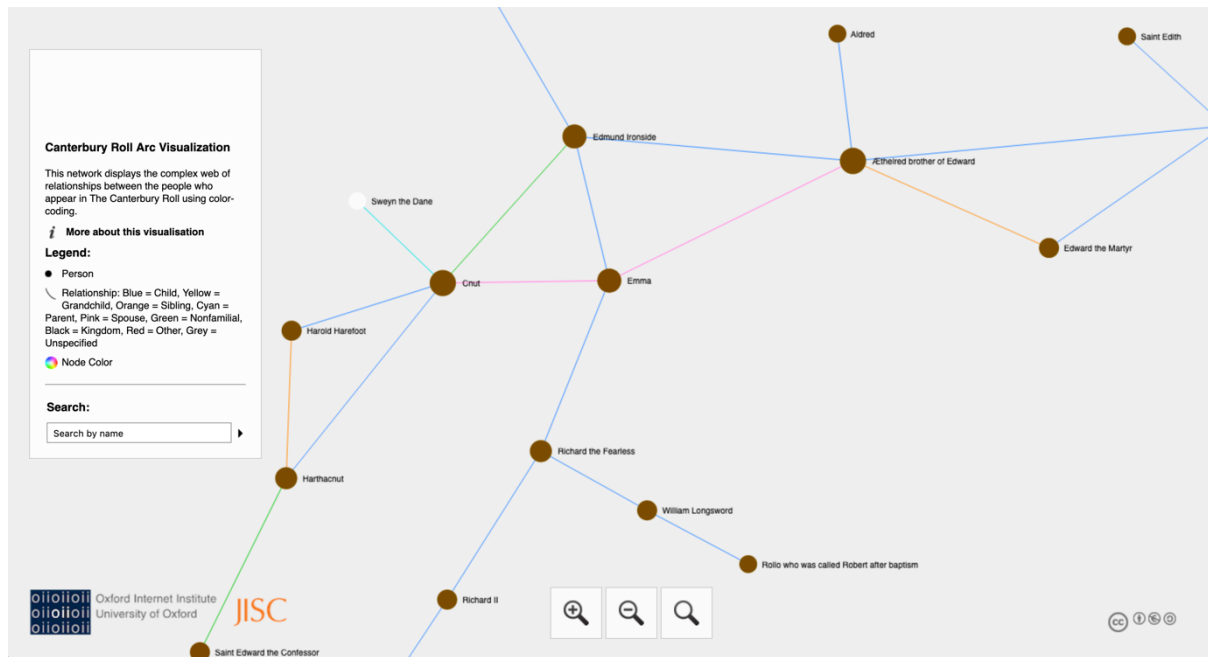 Canterbury Roll Arc Visualization
This network displays the complex web of
relationships between the people who
appear in The Canterbury Roll using color-
coding.
i More about this visualisation
Legend:
Person
Relationship: Blue = Child, Yellow =
Grandchild, Orange = Sibling, Cyan =
Parent, Pink = Spouse, Green = Nonfamilial,
Black = Kingdom, Red = Other, Grey =
Unspecified
Node Color
Search:
Search by name
Aldred
Saint Edith
Edmund Ironside
Æthelred brother of Edward
Sweyn the Dane
Edward the Martyr
Cnut
Emma
Harold Harefoot
Richard the Fearless
Harthacnut
William Longsword
Rollo who was called Robert after baptism
Richard II
Saint Edward the Confessor
oiioiioii
oiioiioii
oiioiioii
Oxford Internet Institute
University of Oxford
JISC
cc